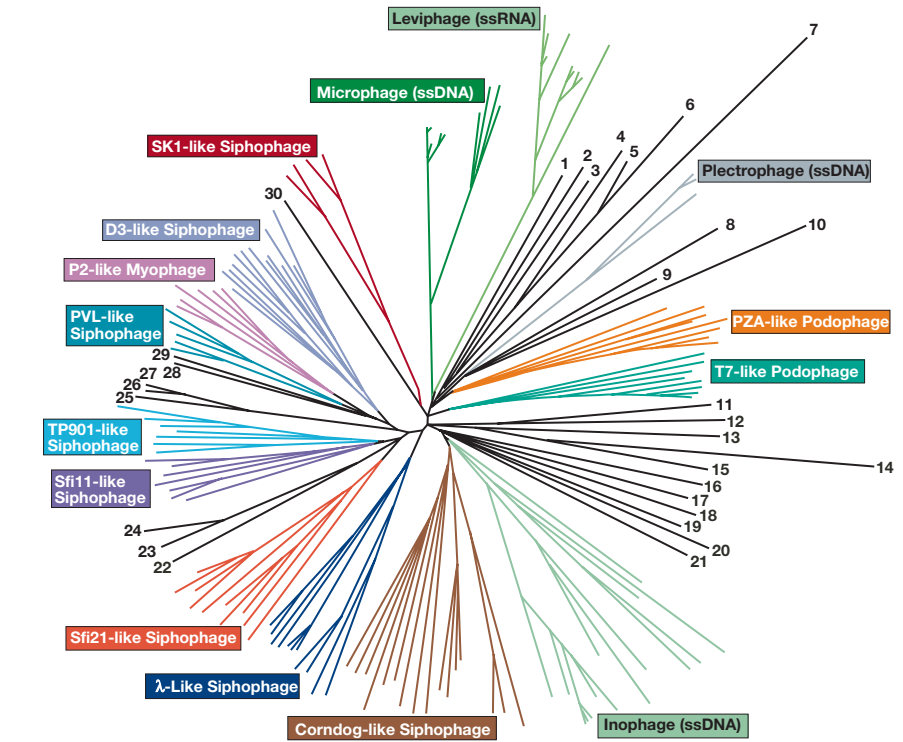 Leviphage (ssRNA)
7
Microphage (ssDNA)
6
SK1-like Siphophage
4
5
2
1
3
Plectrophage (ssDNA)
30
D3-like Siphophage
8
10
P2-like Myophage
9
PVL-like
Siphophage
PZA-like Podophage
29
28
27
26
25
T7-like Podophage
11
12
13
TP901-like
Siphophage
14
15
Sfi11-like
Siphophage
16
17
18
19
24
23
22
20
21
Sfi21-like Siphophage
λ-Like Siphophage
Corndog-like Siphophage
Inophage (ssDNA)